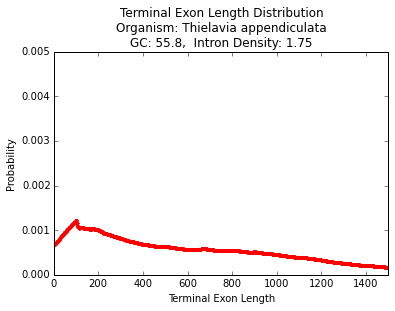 Terminal Exon Length Distribution
Organism: Thielavia appendiculata
GC: 55.8,  Intron Density: 1.75
0.005
0.004
0.003
0.002
0.001
0.000
Probability
0 200 400 600 800 1000 1200 1400
Terminal Exon Length